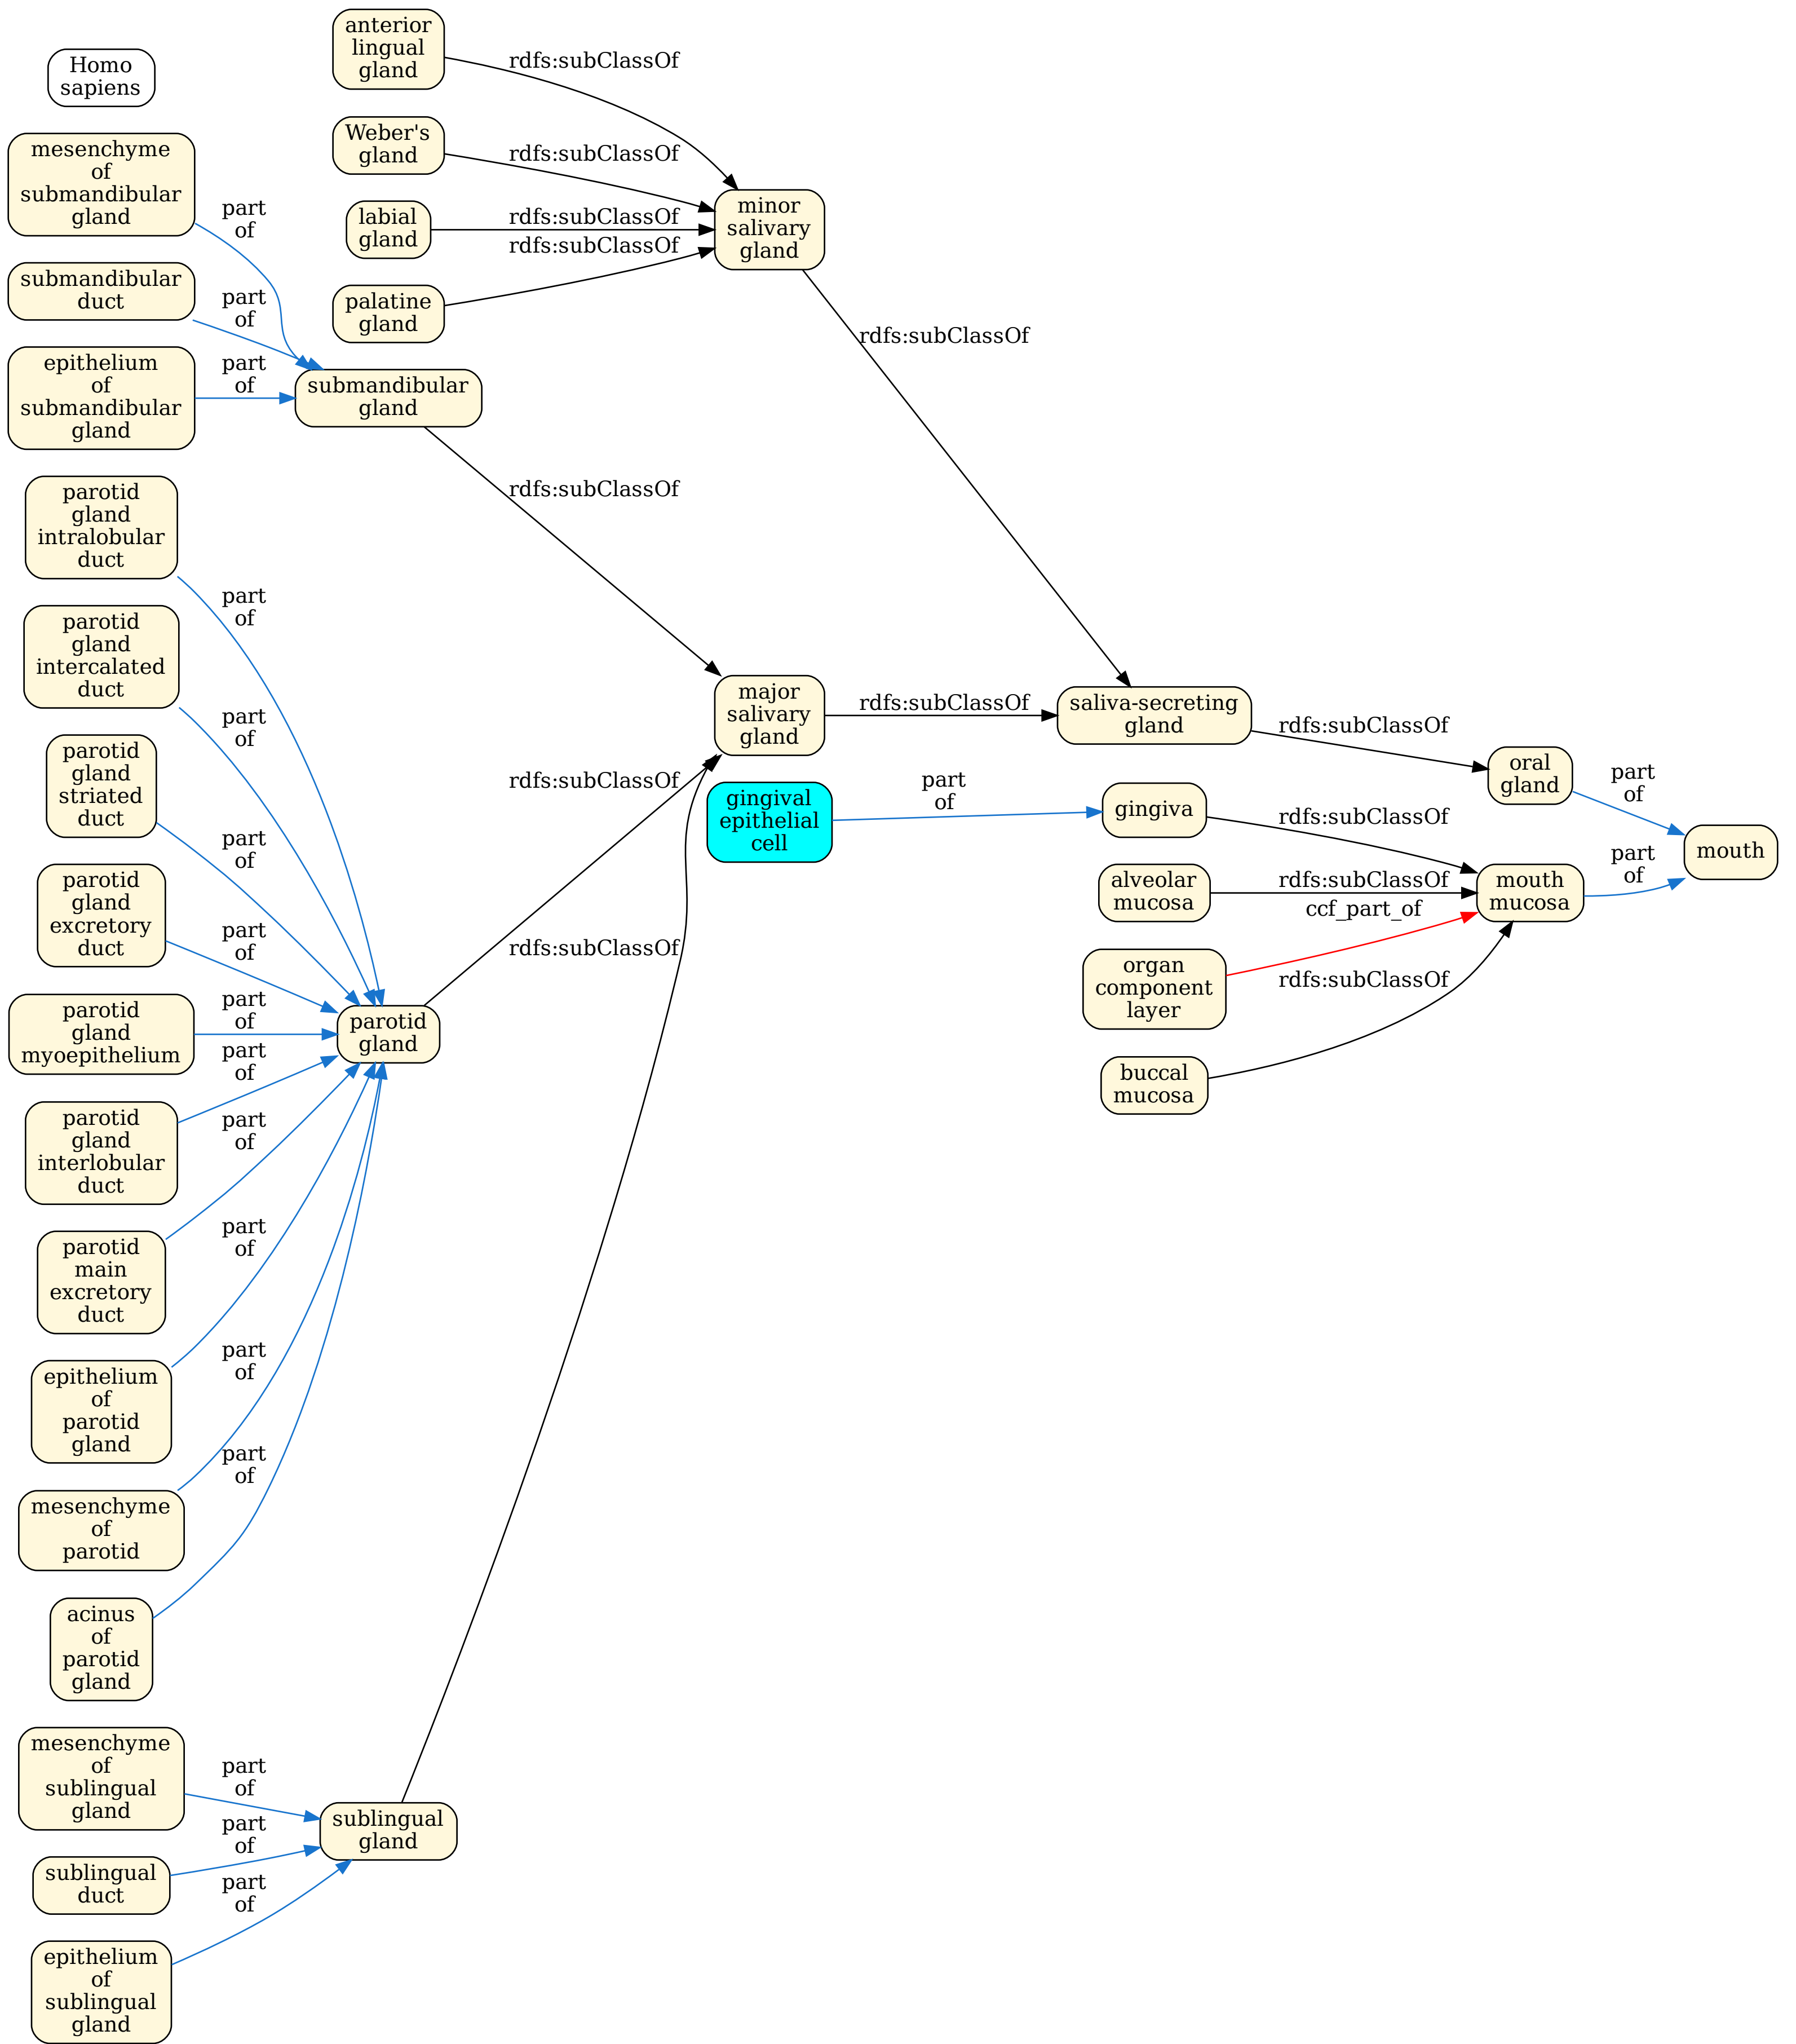 Homo
sapiens
mesenchyme
of
submandibular
gland
submandibular
duct
epithelium
of
submandibular
gland
parotid
gland
intralobular
duct
parotid
gland
intercalated
duct
parotid
gland
striated
duct
parotid
gland
excretory
duct
parotid
gland
myoepithelium
parotid
gland
interlobular
duct
parotid
main
excretory
duct
epithelium
of
parotid
gland
mesenchyme
of
parotid
acinus
of
parotid
gland
mesenchyme
of
sublingual
gland
sublingual
duct
epithelium
of
sublingual
gland
part
of
part
of
part
of
part
of
part
of
part
of
part
of
part
of
part
of
part
of
part
of
part
of
part
of
part
of
part
of
part
of
anterior
lingual
gland
Weber's
gland
labial
gland
palatine
gland
submandibular
gland
parotid
gland
sublingual
gland
rdfs:subClassOf
rdfs:subClassOf
rdfs:subClassOf
rdfs:subClassOf
rdfs:subClassOf
rdfs:subClassOf
rdfs:subClassOf
minor
salivary
gland
major
salivary
gland
gingival
epithelial
cell
rdfs:subClassOf
rdfs:subClassOf
part
of
saliva-secreting
gland
gingiva
alveolar
mucosa
organ
component
layer
buccal
mucosa
rdfs:subClassOf
rdfs:subClassOf
rdfs:subClassOf
ccf_part_of
rdfs:subClassOf
oral
gland
mouth
mucosa
part
of
part
of
mouth